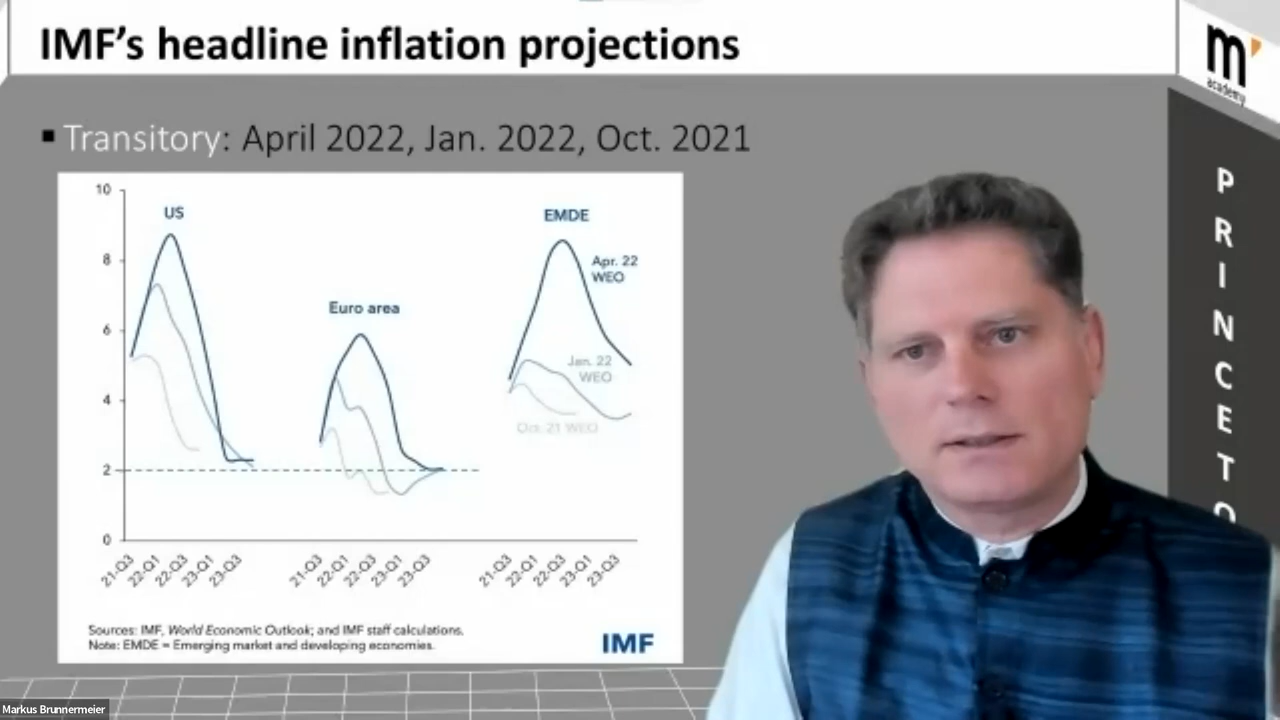 IMF's headline inflation projections
m'
academy
▪ Transitory: April 2022, Jan. 2022, Oct. 2021
PRINCETO
10
8
6
4
2
0
US
Euro area
EMDE
Apr. 22
WEO
Jan. 22
WEO
Oct. 21 WEO
21-Q3
22-Q1
22-Q3
23-Q1
23-Q3
21-Q3
22-Q1
22-Q3
23-Q1
23-Q3
21-Q3
22-Q1
22-Q3
23-Q1
23-Q3
Sources: IMF, World Economic Outlook; and IMF staff calculations.
Note: EMDE = Emerging market and developing economies.
IMF
Markus Brunnermeier